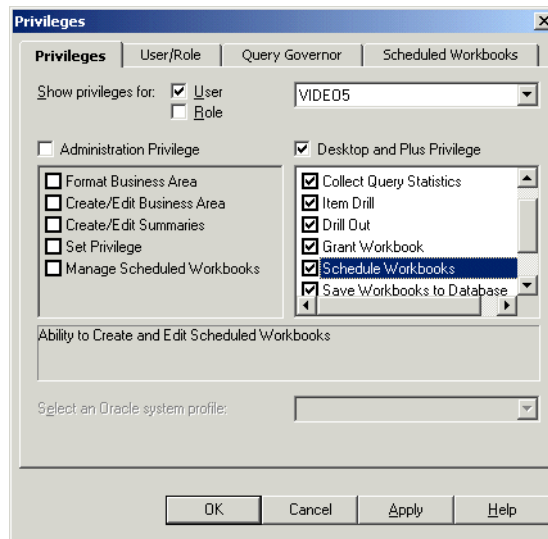 Privileges
Privileges User/Role Query Governor Scheduled Workbooks
Show privileges for: User VIDEO5
Role
Administration Privilege Desktop and Plus Privilege
Format Business Area Collect Query Statistics
Create/Edit Business Area Item Drill
Create/Edit Summaries Drill Out
Set Privilege Grant Workbook
Manage Scheduled Workbooks Schedule Workbooks
Save Workbooks to Database
Ability to Create and Edit Scheduled Workbooks
Select an Oracle system profile:
OK Cancel Apply Help